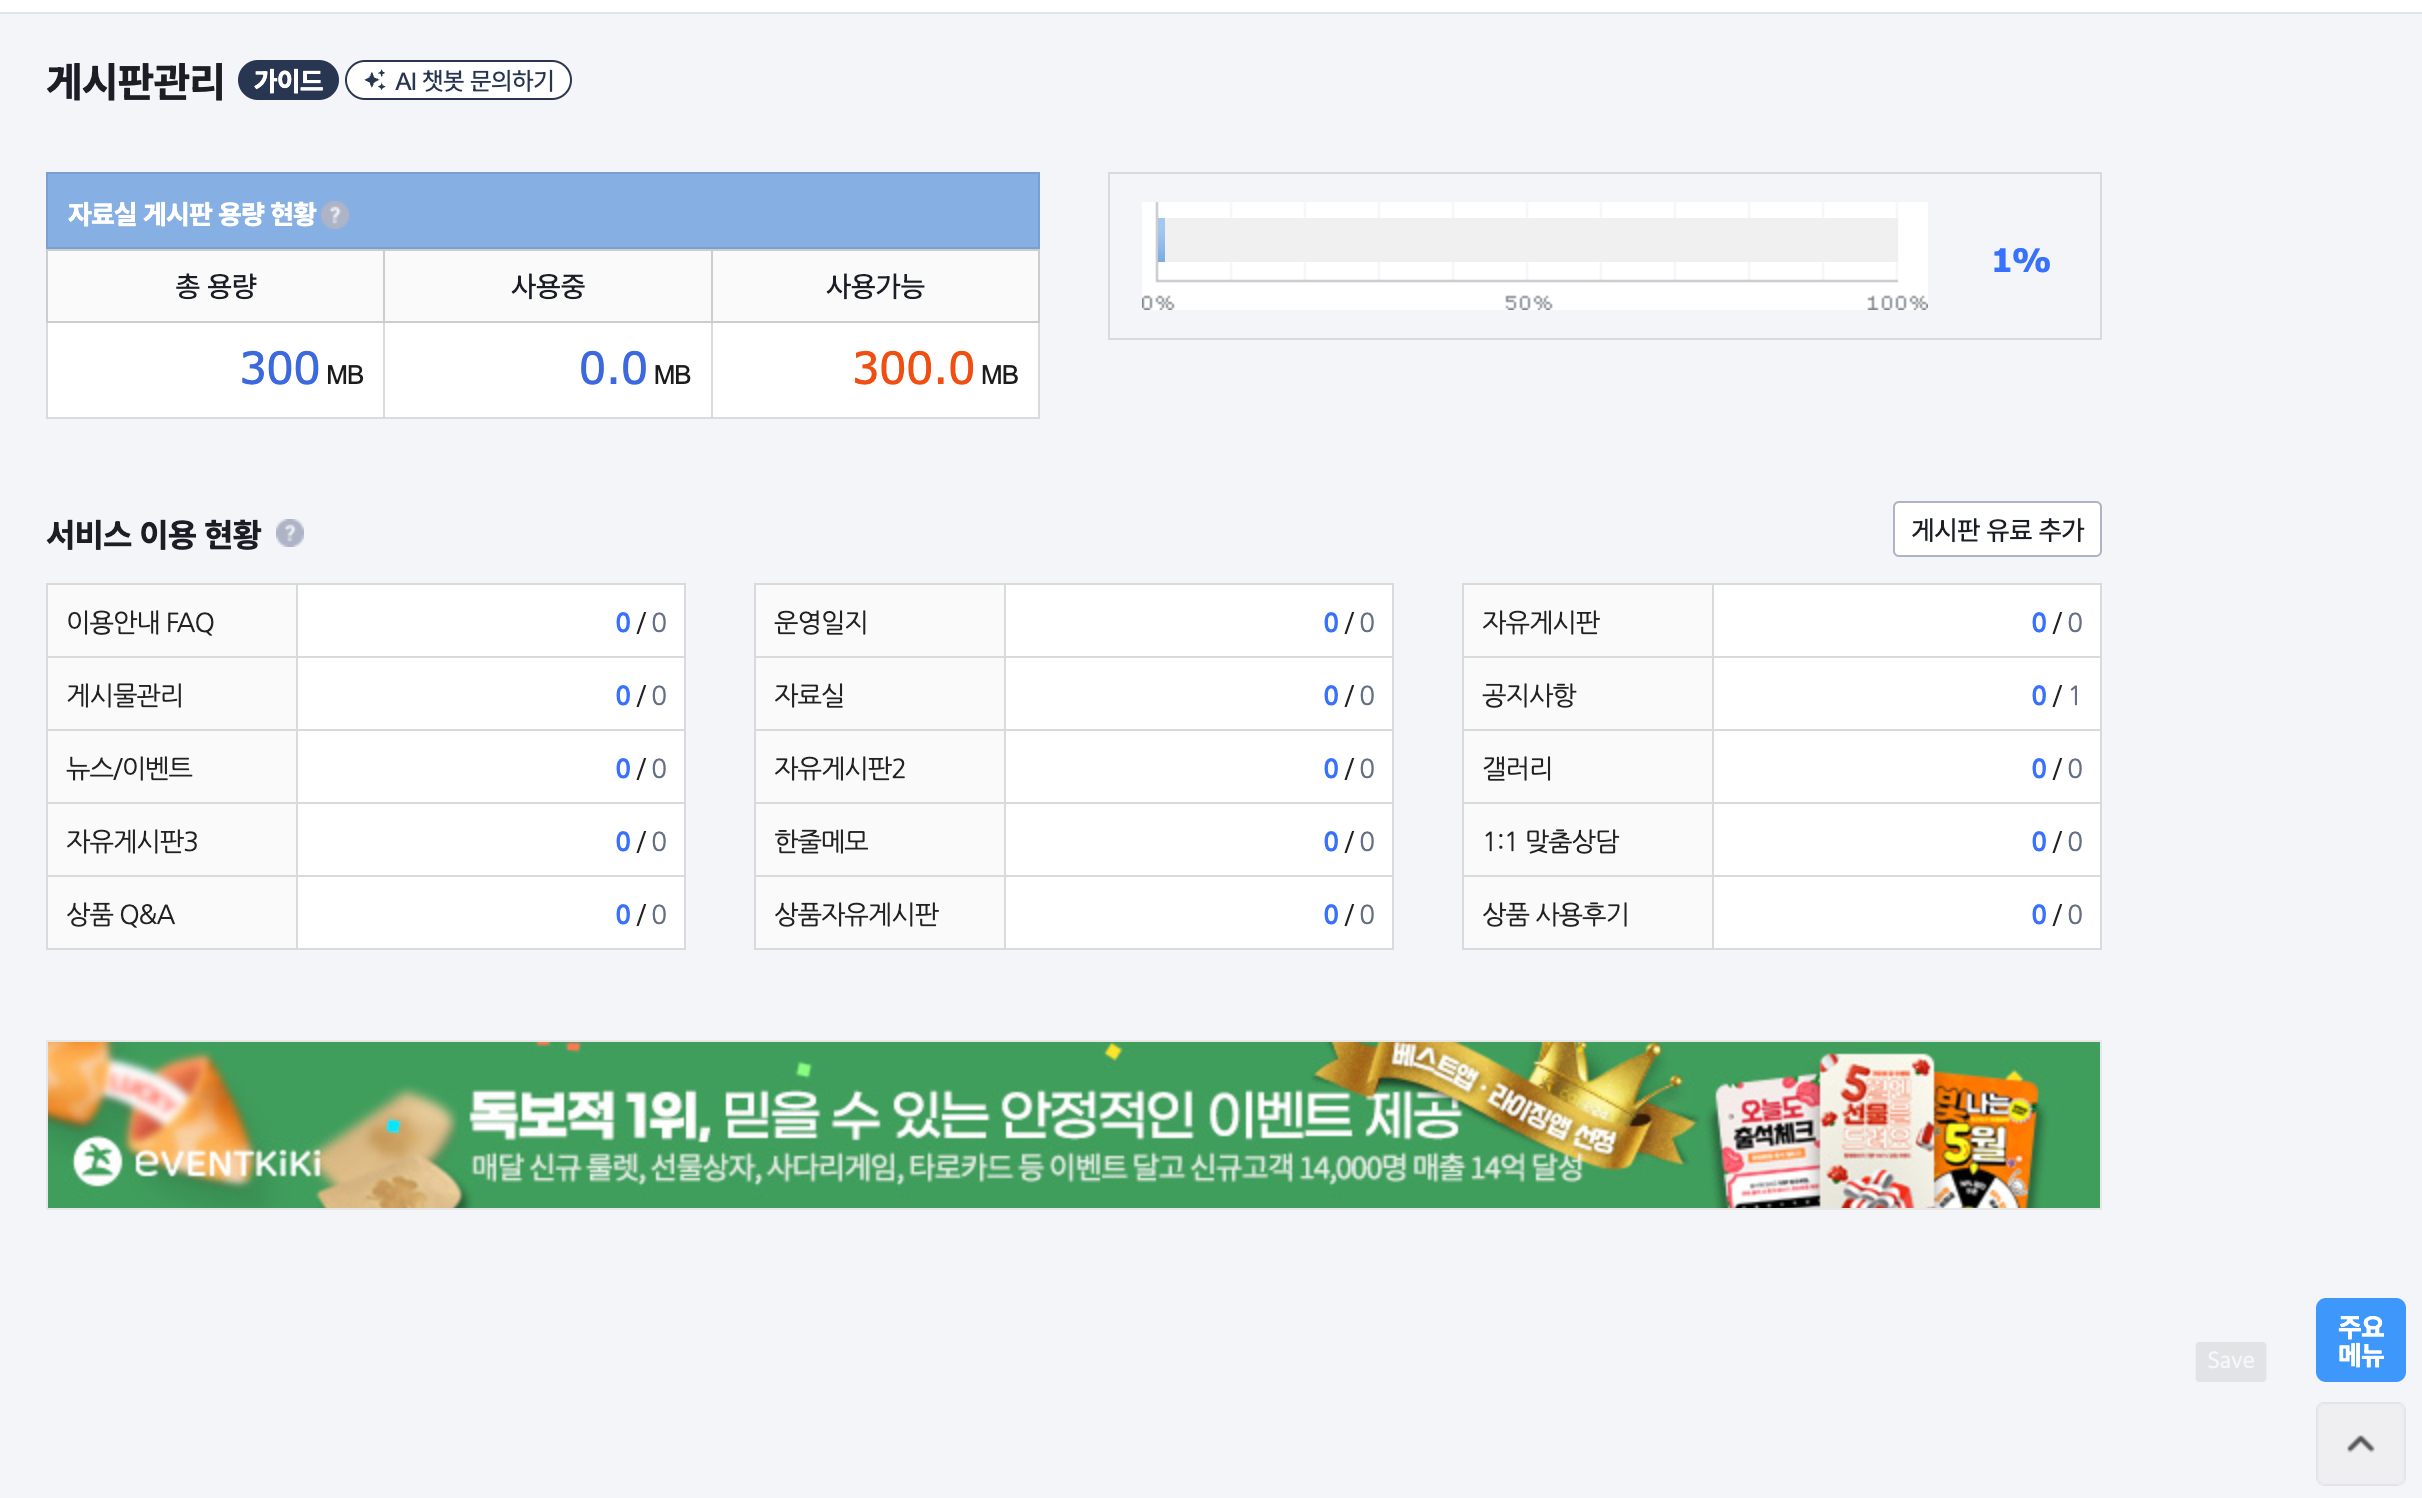 게시판관리 가이드 AI 챗봇 문의하기
자료실 게시판 용량 현황 ?
총 용량 사용중 사용가능
300 MB 0.0 MB 300.0 MB
0% 50% 100%
1%
서비스 이용 현황 ?
게시판 유료 추가
이용안내 FAQ 0 / 0 운영일지 0 / 0 자유게시판 0 / 0
게시물관리 0 / 0 자료실 0 / 0 공지사항 0 / 1
뉴스/이벤트 0 / 0 자유게시판2 0 / 0 갤러리 0 / 0
자유게시판3 0 / 0 한줄메모 0 / 0 1:1 맞춤상담 0 / 0
상품 Q&A 0 / 0 상품자유게시판 0 / 0 상품 사용후기 0 / 0
LUCKY
eVENTKiKi
독보적 1위, 믿을 수 있는 안정적인 이벤트 제공
매달 신규 룰렛, 선물상자, 사다리게임, 타로카드 등 이벤트 달고 신규고객 14,000명 매출 14억 달성
베스트앱 · 라이징앱 선정
오늘도
출석체크
5월엔
선물
드려요
빛나는
5월
Save
주요
메뉴